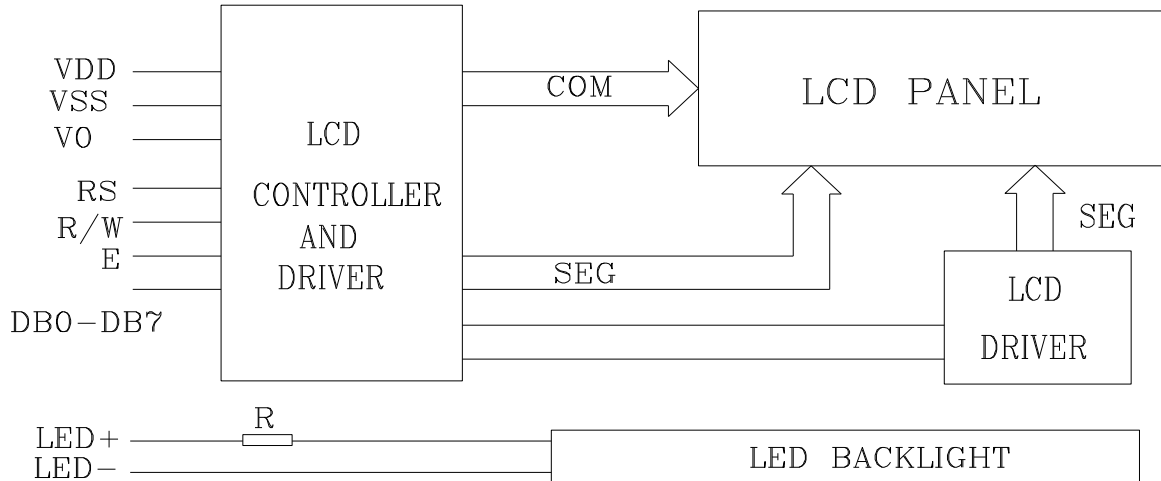 VDD
VSS
VO
RS
R/W
E
DB0-DB7
LCD
CONTROLLER
AND
DRIVER
COM
SEG
LCD PANEL
SEG
LCD
DRIVER
R
LED+
LED-
LED BACKLIGHT